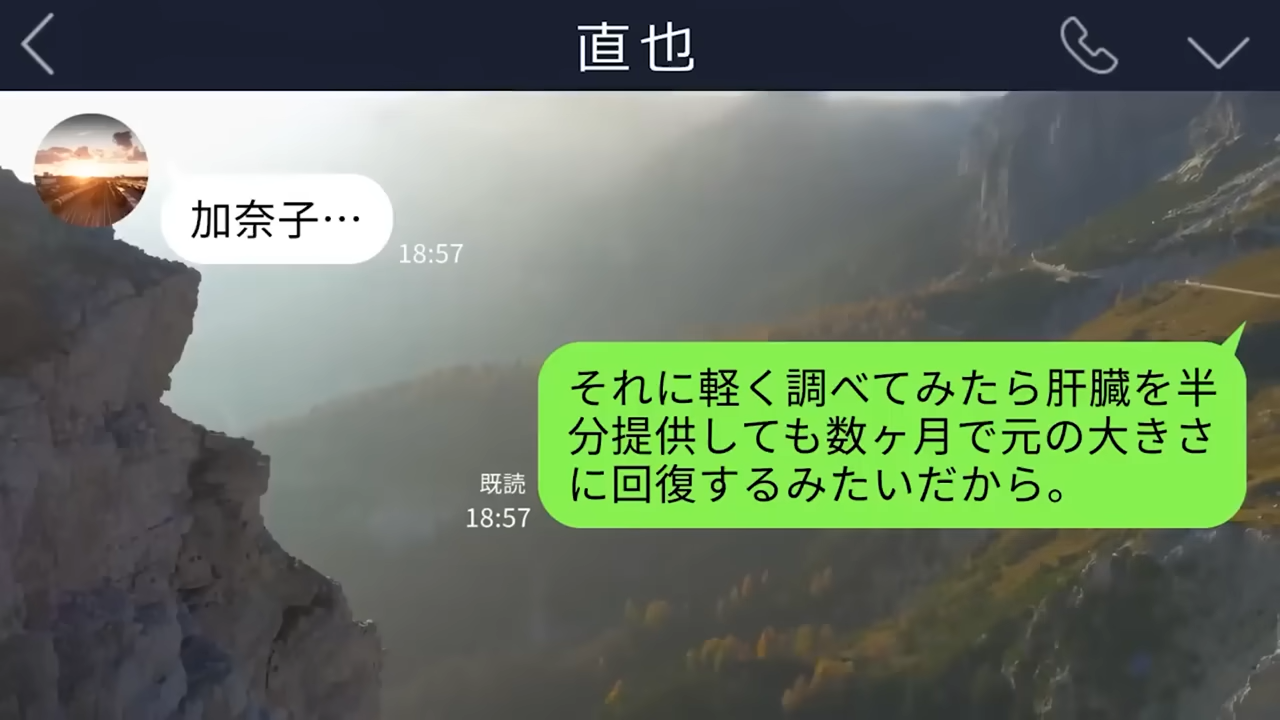 直也
加奈子…
18:57
それに軽く調べてみたら肝臓を半
分提供しても数ヶ月で元の大きさ
に回復するみたいだから。
既読
18:57